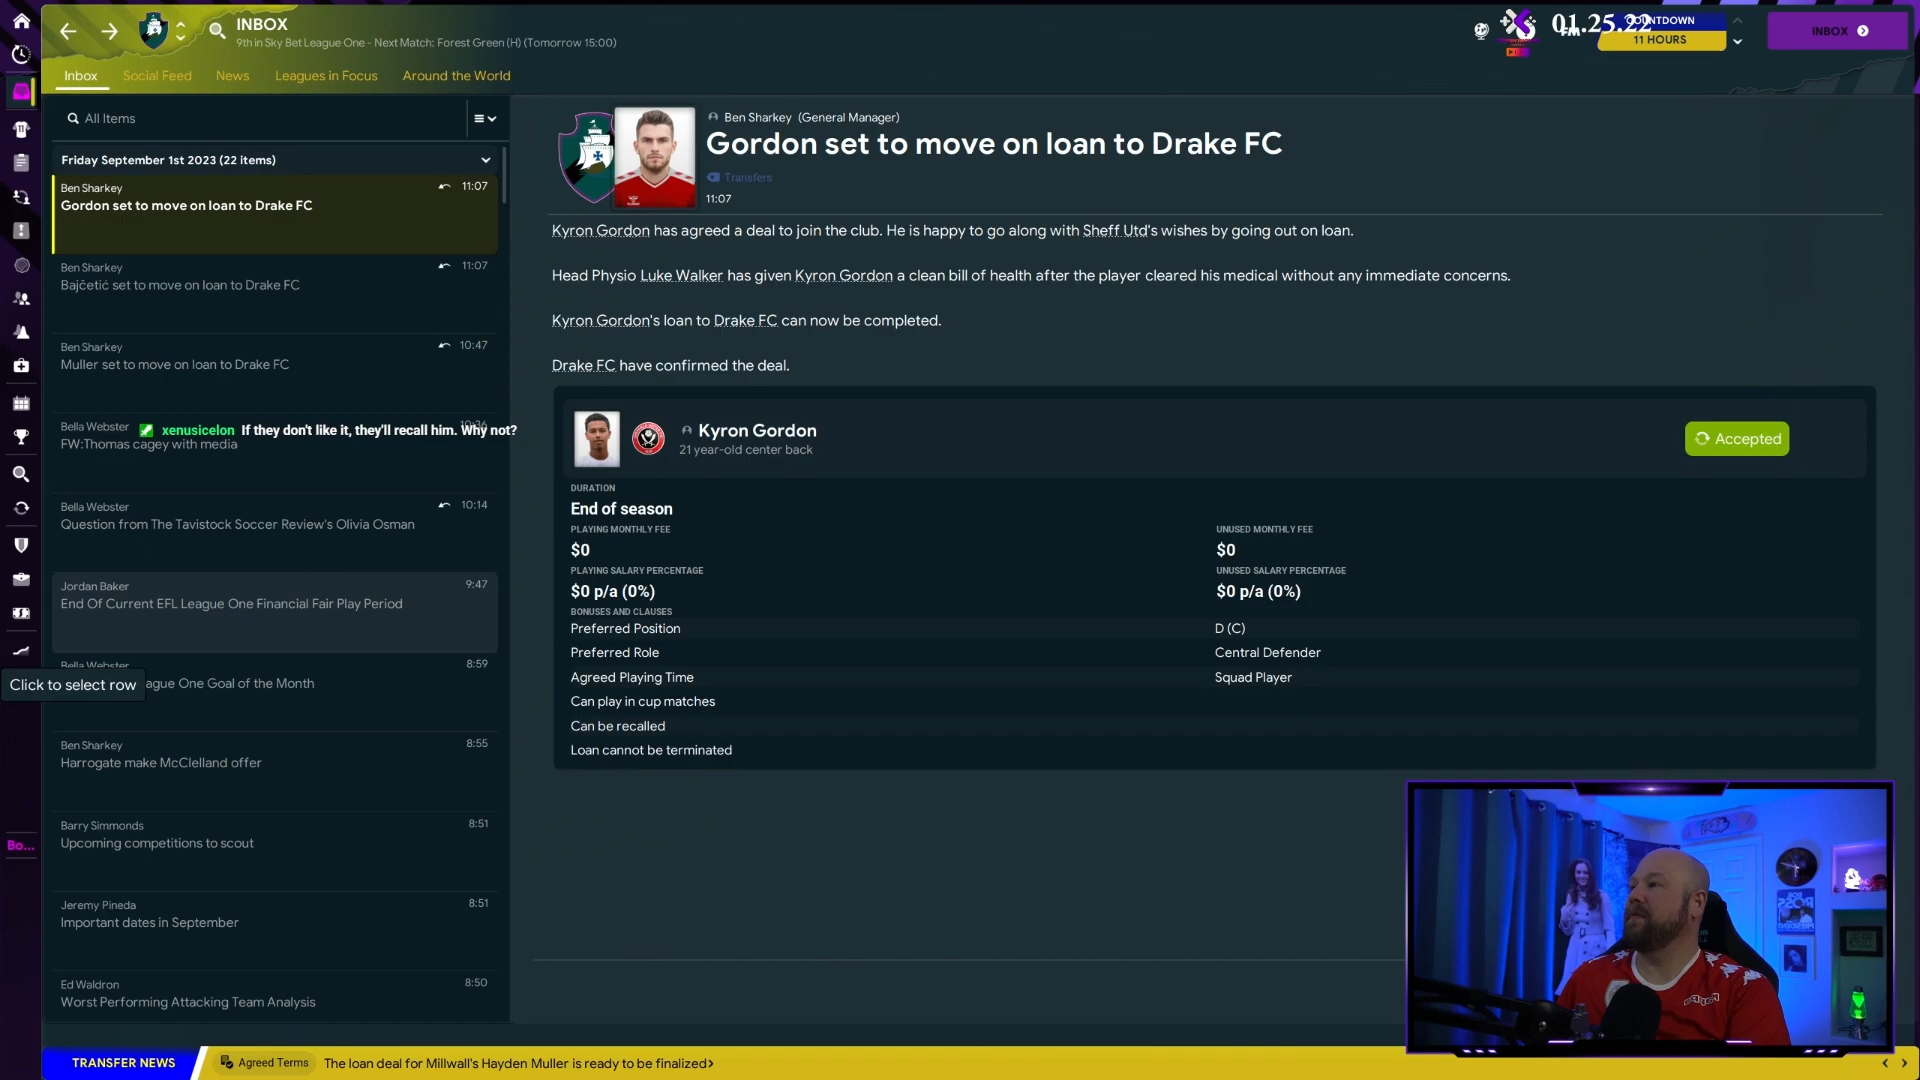 INBOX
9th in Sky Bet League One - Next Match: Forest Green (H) (Tomorrow 15:00)
01.25.22
COUNTDOWN
11 HOURS
INBOX
Inbox
Social Feed
News
Leagues in Focus
Around the World
All Items
Friday September 1st 2023 (22 items)
Ben Sharkey
11:07
Gordon set to move on loan to Drake FC
Ben Sharkey
11:07
Bajčetić set to move on loan to Drake FC
Ben Sharkey
10:47
Muller set to move on loan to Drake FC
Bella Webster
xenusicelon If they don't like it, they'll recall him. Why not?
FW:Thomas cagey with media
Bella Webster
10:14
Question from The Tavistock Soccer Review's Olivia Osman
Jordan Baker
9:47
End Of Current EFL League One Financial Fair Play Period
Bella Webster
8:59
Click to select row
ague One Goal of the Month
Ben Sharkey
8:55
Harrogate make McClelland offer
Barry Simmonds
8:51
Upcoming competitions to scout
Jeremy Pineda
8:51
Important dates in September
Ed Waldron
8:50
Worst Performing Attacking Team Analysis
Bo...
Ben Sharkey (General Manager)
Gordon set to move on loan to Drake FC
Transfers
11:07
Kyron Gordon has agreed a deal to join the club. He is happy to go along with Sheff Utd's wishes by going out on loan.
Head Physio Luke Walker has given Kyron Gordon a clean bill of health after the player cleared his medical without any immediate concerns.
Kyron Gordon's loan to Drake FC can now be completed.
Drake FC have confirmed the deal.
Kyron Gordon
21 year-old center back
Accepted
DURATION
End of season
PLAYING MONTHLY FEE
UNUSED MONTHLY FEE
$0
$0
PLAYING SALARY PERCENTAGE
UNUSED SALARY PERCENTAGE
$0 p/a (0%)
$0 p/a (0%)
BONUSES AND CLAUSES
Preferred Position
D (C)
Preferred Role
Central Defender
Agreed Playing Time
Squad Player
Can play in cup matches
Can be recalled
Loan cannot be terminated
TRANSFER NEWS
Agreed Terms
The loan deal for Millwall's Hayden Muller is ready to be finalized>